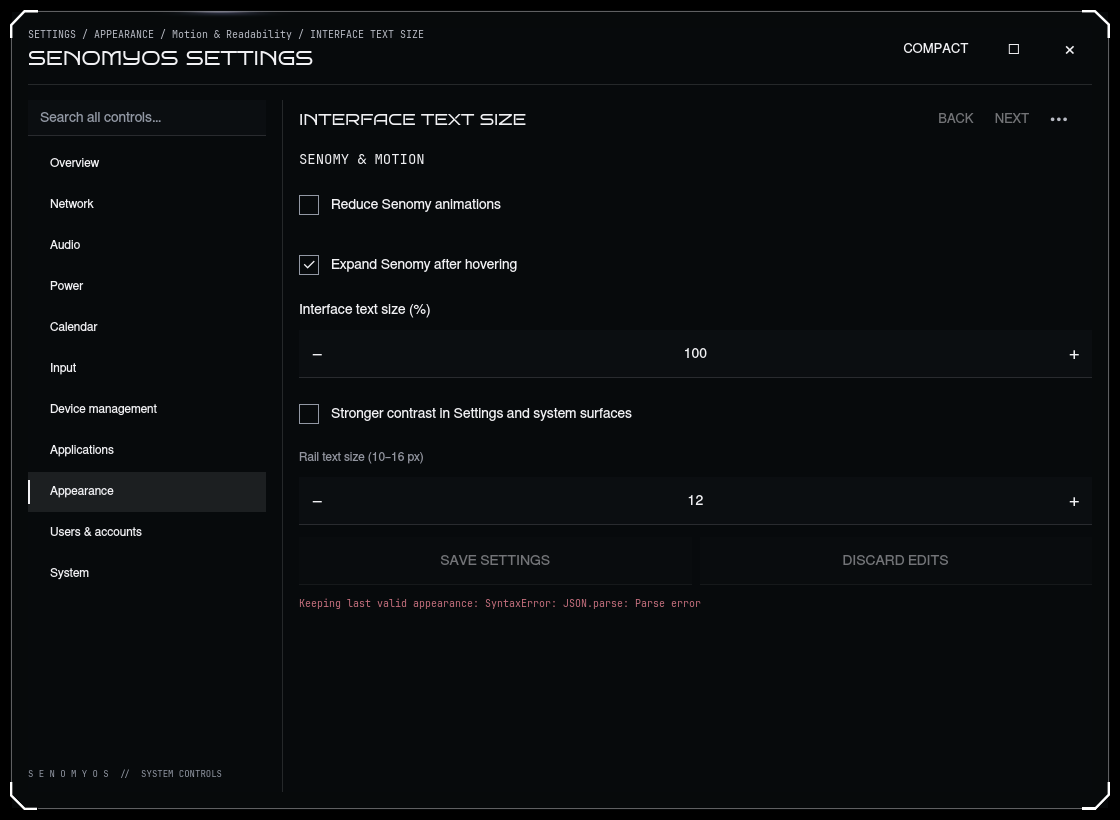 SETTINGS / APPEARANCE / Motion & Readability / INTERFACE TEXT SIZE
SENOMYOS SETTINGS
COMPACT
Search all controls...
Overview
Network
Audio
Power
Calendar
Input
Device management
Applications
Appearance
Users & accounts
System
SENOMYOS // SYSTEM CONTROLS
INTERFACE TEXT SIZE
BACK NEXT •••
SENOMY & MOTION
Reduce Senomy animations
Expand Senomy after hovering
Interface text size (%)
− 100 +
Stronger contrast in Settings and system surfaces
Rail text size (10–16 px)
− 12 +
SAVE SETTINGS DISCARD EDITS
Keeping last valid appearance: SyntaxError: JSON.parse: Parse error